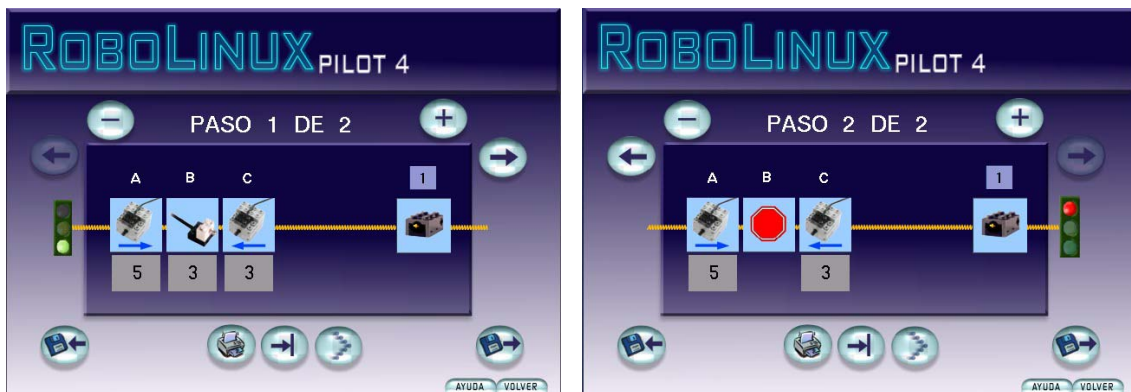 ROBOLINUX PILOT 4
PASO 1 DE 2
A B C 1
5 3 3
AYUDA VOLVER
ROBOLINUX PILOT 4
PASO 2 DE 2
A B C 1
5 3
AYUDA VOLVER